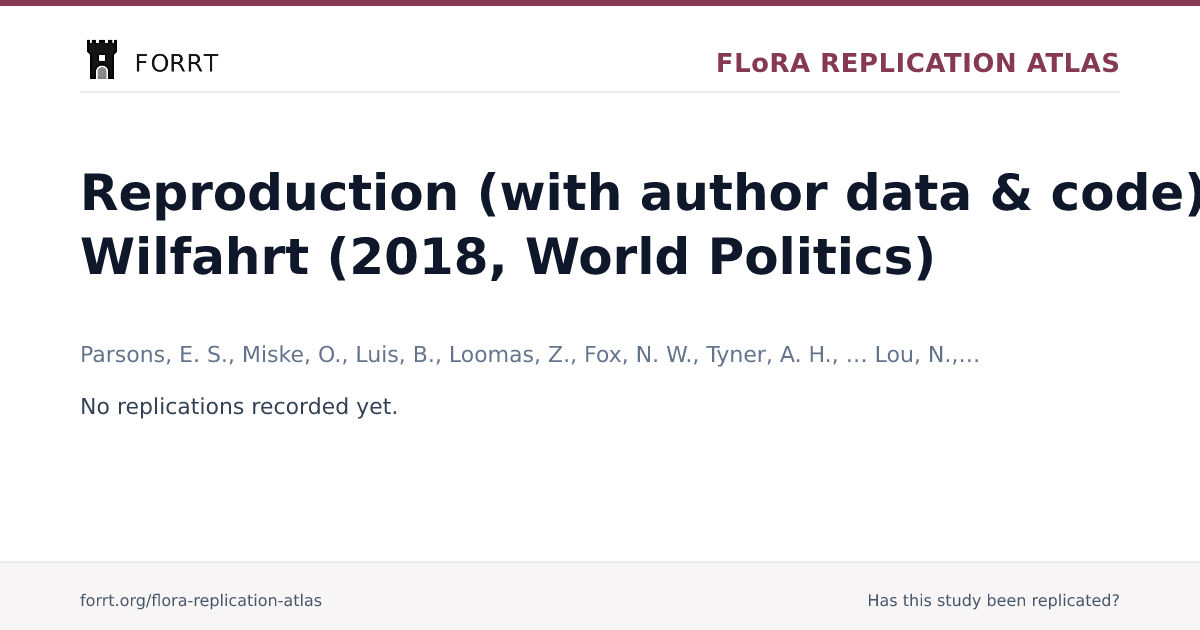 FORRT
FLoRA REPLICATION ATLAS
Reproduction (with author data & code)
Wilfahrt (2018, World Politics)
Parsons, E. S., Miske, O., Luis, B., Loomas, Z., Fox, N. W., Tyner, A. H., … Lou, N.,…
No replications recorded yet.
forrt.org/flora-replication-atlas
Has this study been replicated?